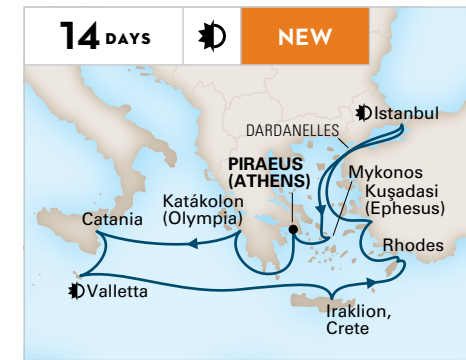 14 DAYS
NEW
Istanbul
DARDANELLES
PIRAEUS
(ATHENS)
Mykonos
Kuşadasi
(Ephesus)
Katákolon
(Olympia)
Catania
Rhodes
Valletta
Iraklion,
Crete